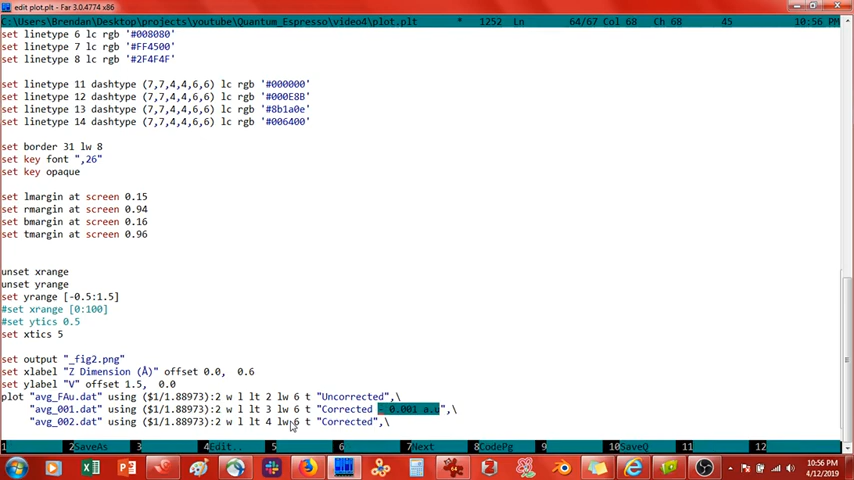 edit plot.plt - Far 3.0.4774 x86
C:\Users\Brendan\Desktop\projects\youtube\Quantum_Espresso\video4\plot.plt * 1252 Ln 64/67 Col 68 Ch 68 10:56 PM
set linetype 6 lc rgb '#008080'
set linetype 7 lc rgb '#FF4500'
set linetype 8 lc rgb '#2F4F4F'
set linetype 11 dashtype (7,7,4,4,6,6) lc rgb '#000000'
set linetype 12 dashtype (7,7,4,4,6,6) lc rgb '#000E8B'
set linetype 13 dashtype (7,7,4,4,6,6) lc rgb '#8b1a0e'
set linetype 14 dashtype (7,7,4,4,6,6) lc rgb '#006400'
set border 31 lw 8
set key font ",26"
set key opaque
set lmargin at screen 0.15
set rmargin at screen 0.94
set bmargin at screen 0.16
set tmargin at screen 0.96
unset xrange
unset yrange
set yrange [-0.5:1.5]
#set xrange [0:100]
#set ytics 0.5
set xtics 5
set output "_fig2.png"
set xlabel "Z Dimension (Å)" offset 0.0, 0.6
set ylabel "V" offset 1.5, 0.0
plot "avg_FAu.dat" using ($1/1.88973):2 w l lt 2 lw 6 t "Uncorrected",\
"avg_001.dat" using ($1/1.88973):2 w l lt 3 lw 6 t "Corrected - 0.001 a.u",\
"avg_002.dat" using ($1/1.88973):2 w l lt 4 lw 6 t "Corrected",\
1 2 SaveAs 3 4 Edit.. 5 6 7 Next 8 CodePg 9 10 SaveQ 11 12
10:56 PM
4/12/2019